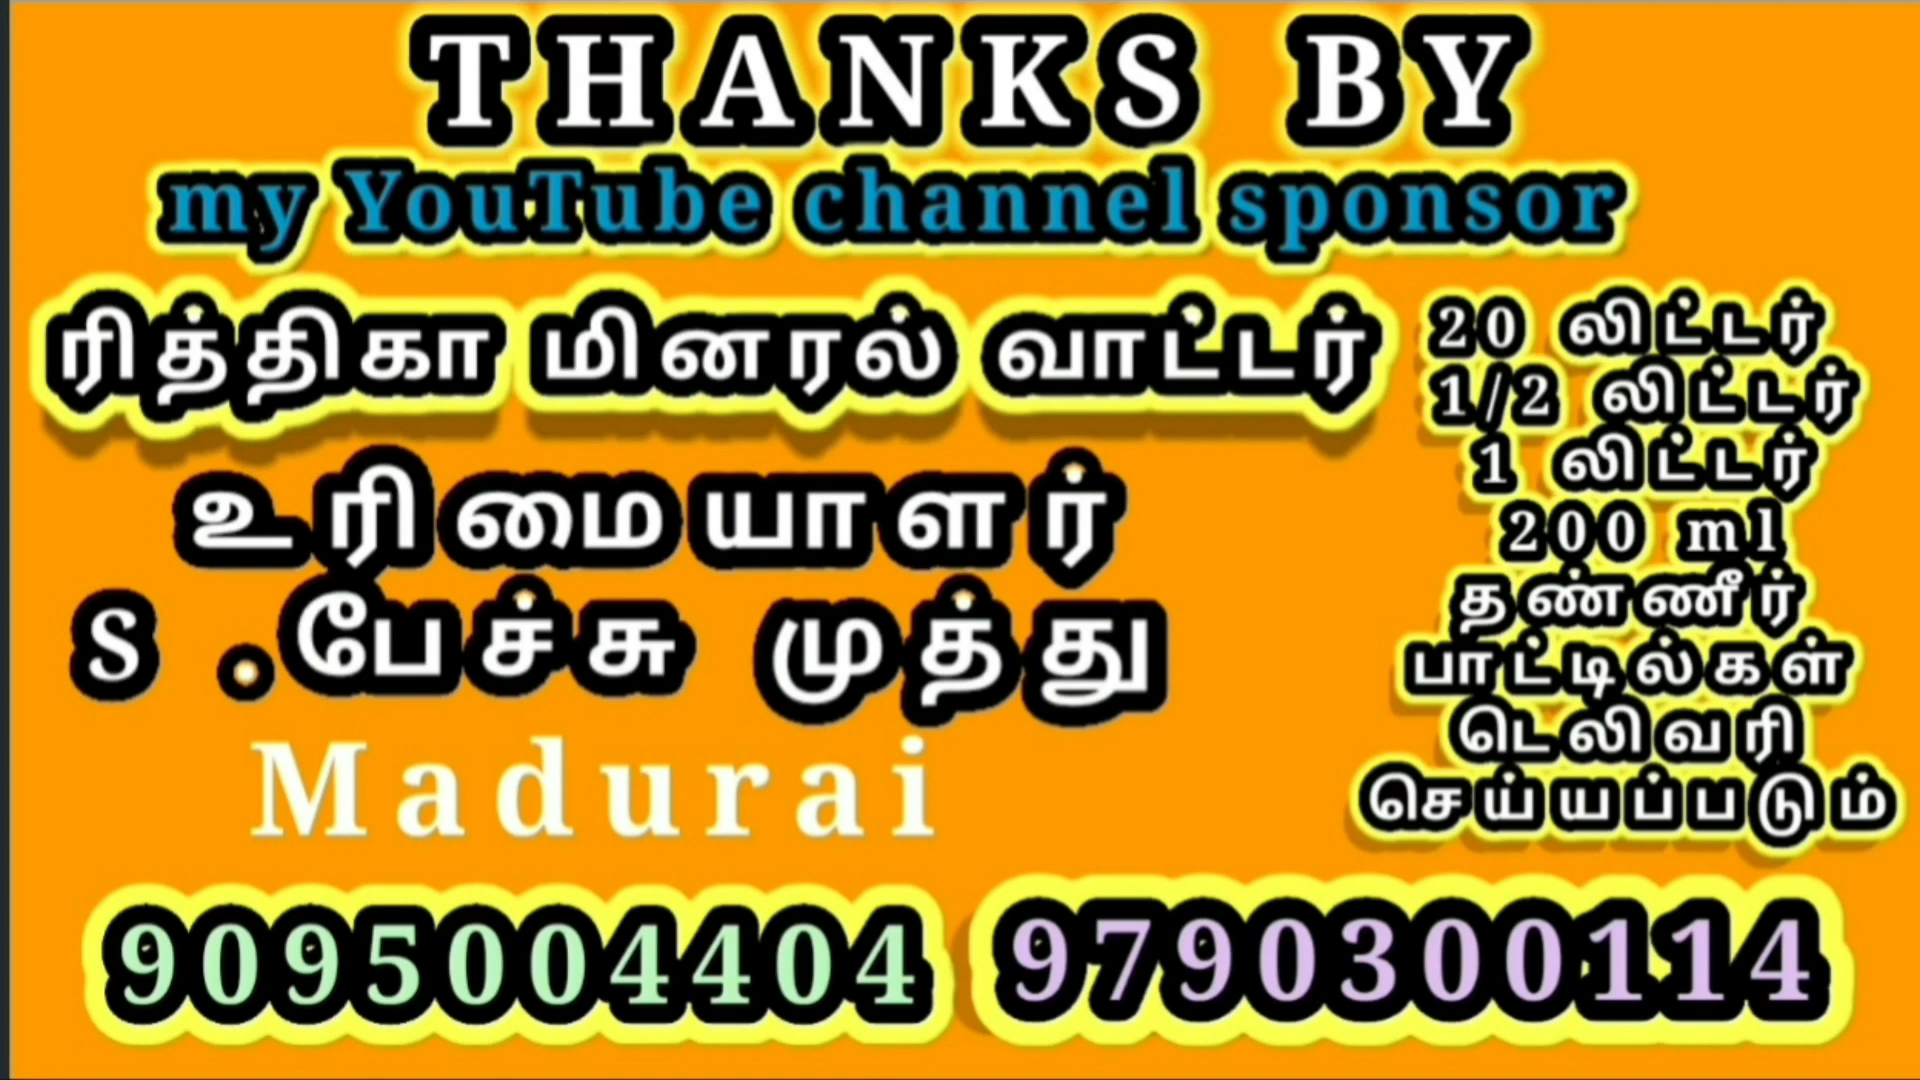 THANKS BY
my YouTube channel sponsor
ரித்திகா மினரல் வாட்டர்
உரிமையாளர்
S .பேச்சு முத்து
Madurai
20 லிட்டர்
1/2 லிட்டர்
1 லிட்டர்
200 ml
தண்ணீர்
பாட்டில்கள்
டெலிவரி
செய்யப்படும்
9095004404 9790300114